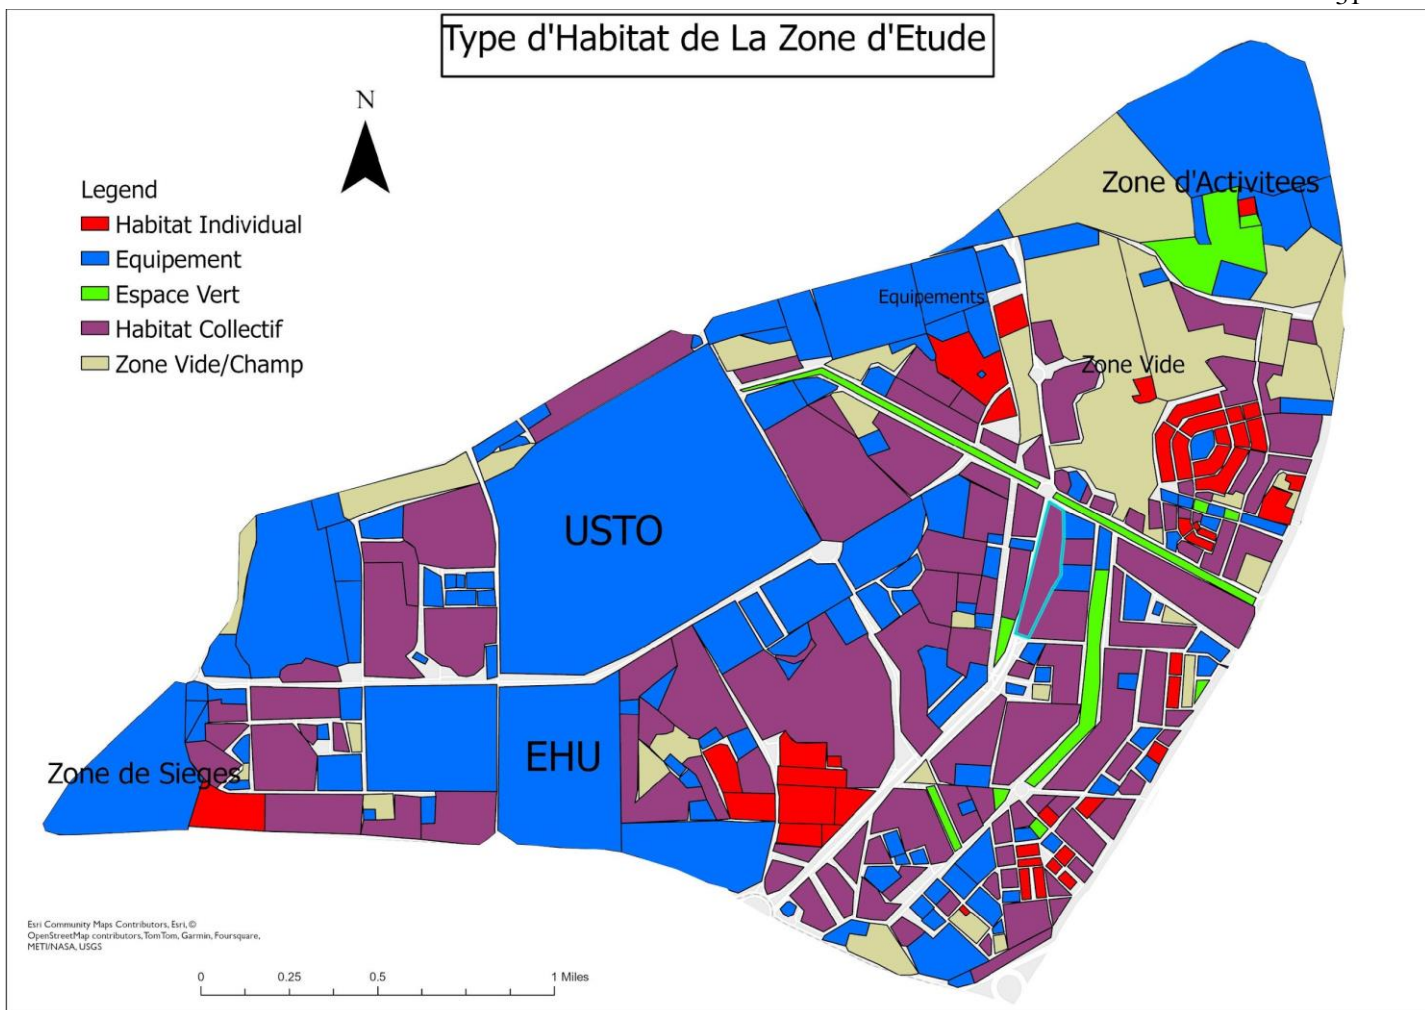 Type d'Habitat de La Zone d'Etude
N
Legend
Habitat Individual
Equipement
Espace Vert
Habitat Collectif
Zone Vide/Champ
Zone d'Activitees
Equipements
Zone Vide
USTO
EHU
Zone de Sieges
Esri Community Maps Contributors, Esri, ©
OpenStreetMap contributors, TomTom, Garmin, Foursquare,
METI/NASA, USGS
0 0.25 0.5 1 Miles